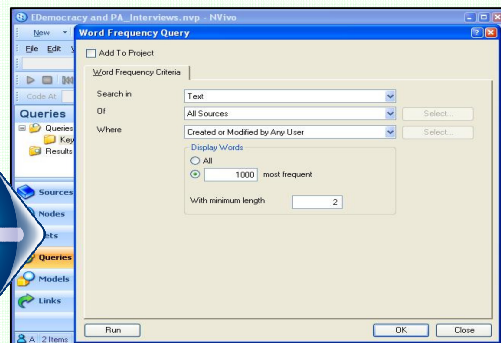 EDemocracy and PA_Interviews.nvp - NVivo
New
File Edit
Code At
Queries
Queries
Key
Results
Sources
Nodes
ets
Queries
Models
Links
A 2 Items
Word Frequency Query
Add To Project
Word Frequency Criteria
Search in Text
Of All Sources Select...
Where Created or Modified by Any User Select...
Display Words
All
1000 most frequent
With minimum length 2
Run OK Close